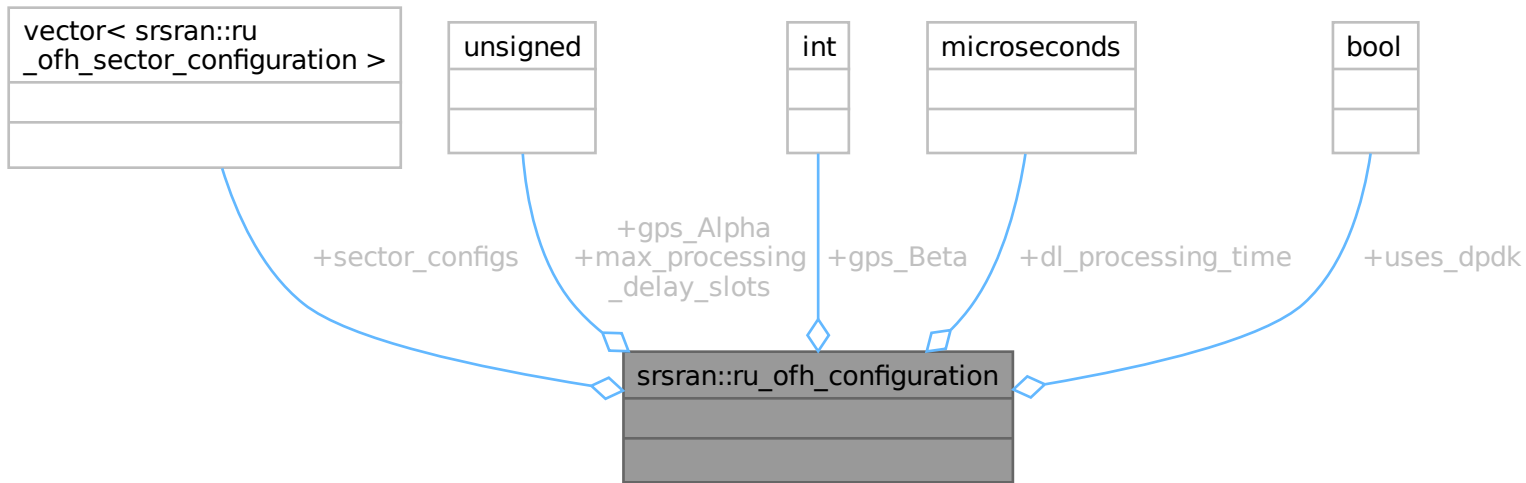 vector< srsran::ru
_ofh_sector_configuration >
unsigned
int
microseconds
bool
+sector_configs
+gps_Alpha
+max_processing
_delay_slots
+gps_Beta
+dl_processing_time
+uses_dpdk
srsran::ru_ofh_configuration